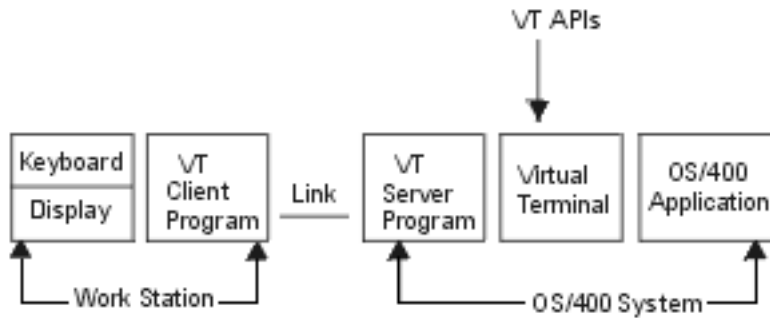 VT APIs
Keyboard
Display
VT
Client
Program
Link
VT
Server
Program
Virtual
Terminal
OS/400
Application
Work Station
OS/400 System